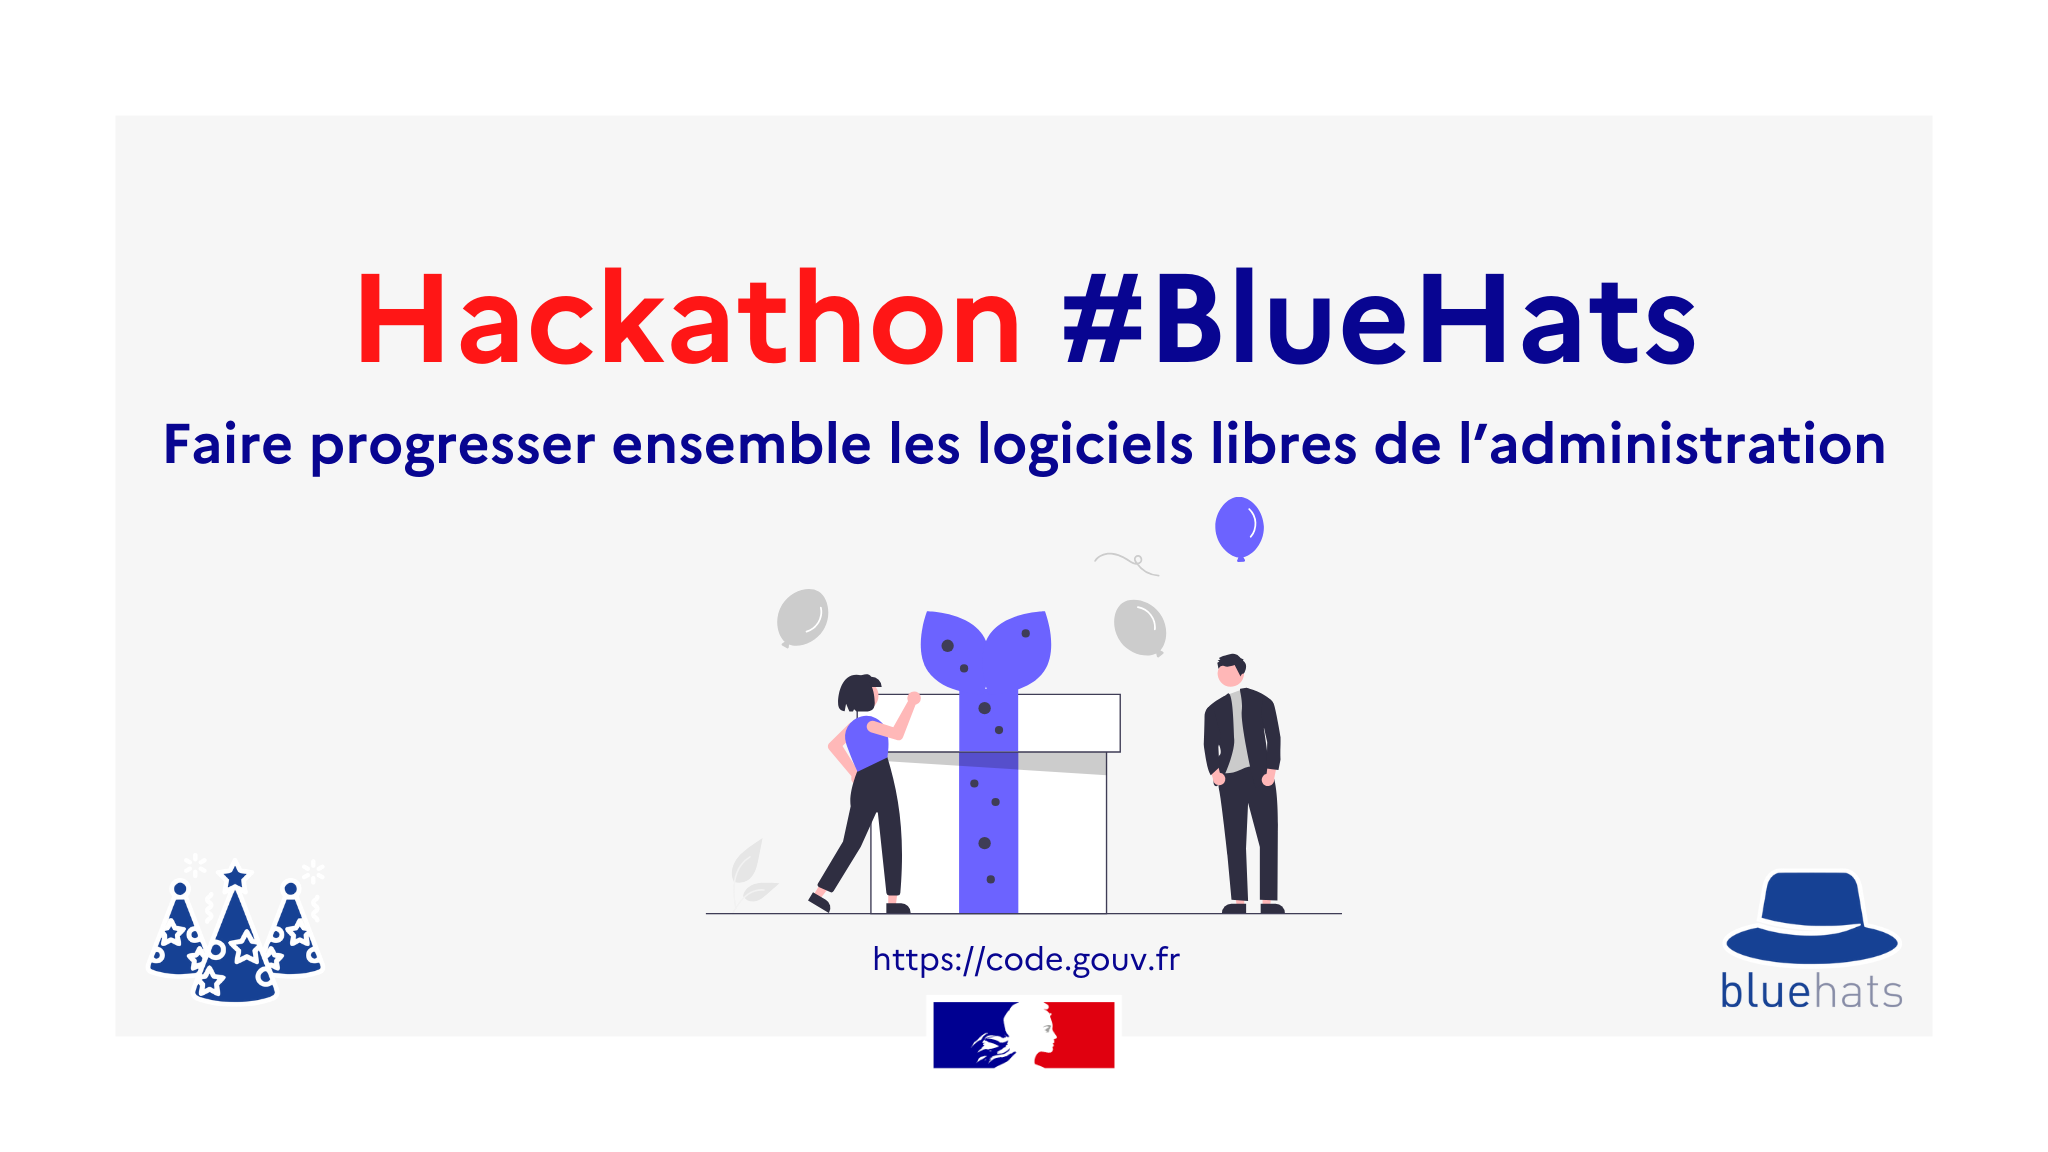 Hackathon #BlueHats
Faire progresser ensemble les logiciels libres de l’administration
https://code.gouv.fr
bluehats